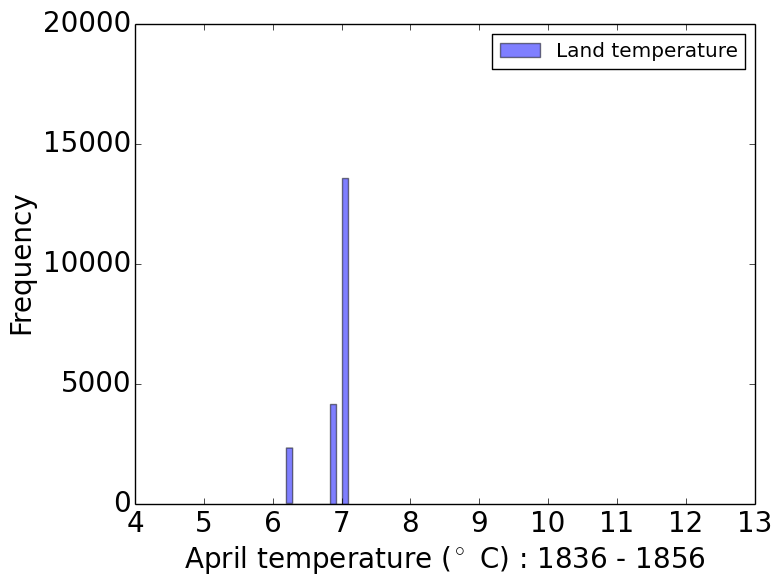 20000
Land temperature
15000
10000
5000
0
Frequency
4 5 6 7 8 9 10 11 12 13
April temperature (° C) : 1836 - 1856